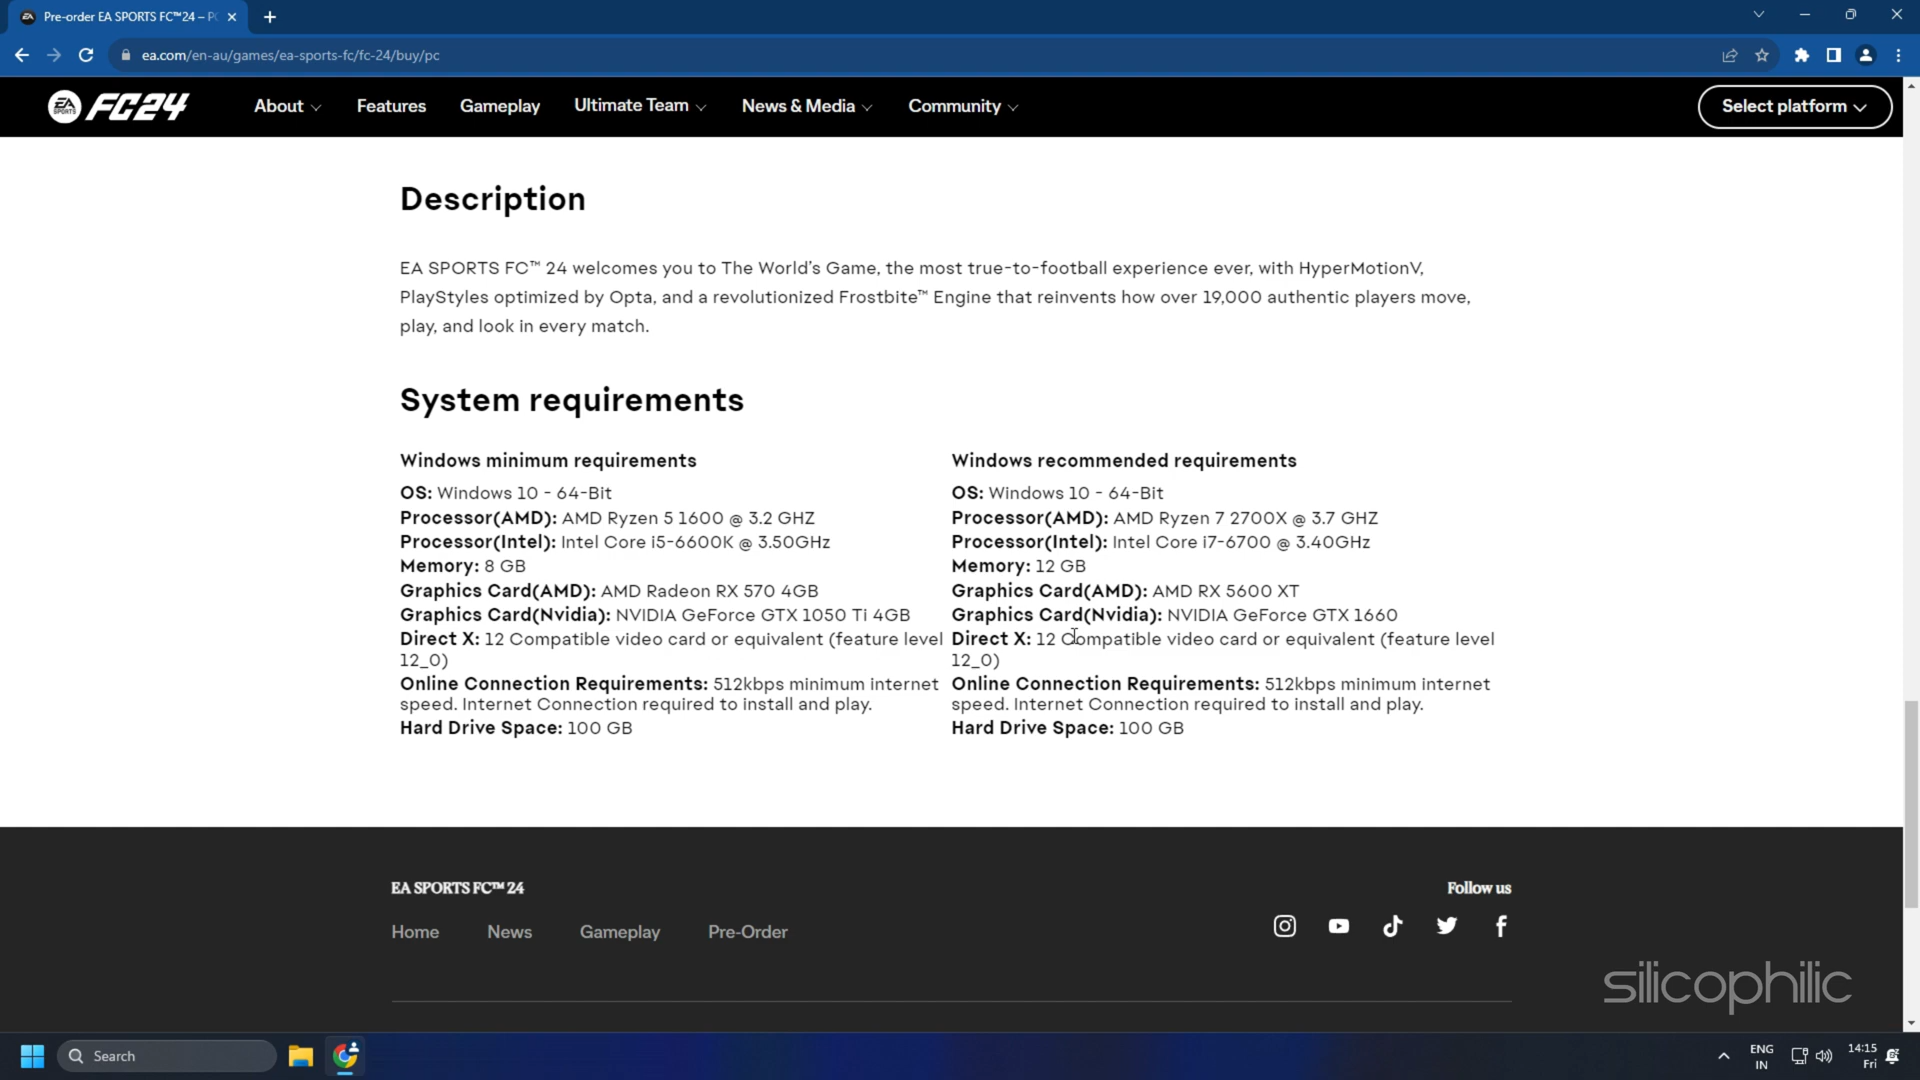 Pre-order EA SPORTS FC™ 24 – PC
ea.com/en-au/games/ea-sports-fc/fc-24/buy/pc
EA SPORTS FC24 About Features Gameplay Ultimate Team News & Media Community Select platform
Description
EA SPORTS FC™ 24 welcomes you to The World's Game, the most true-to-football experience ever, with HyperMotionV,
PlayStyles optimized by Opta, and a revolutionized Frostbite™ Engine that reinvents how over 19,000 authentic players move,
play, and look in every match.
System requirements
Windows minimum requirements
OS: Windows 10 - 64-Bit
Processor(AMD): AMD Ryzen 5 1600 @ 3.2 GHZ
Processor(Intel): Intel Core i5-6600K @ 3.50GHz
Memory: 8 GB
Graphics Card(AMD): AMD Radeon RX 570 4GB
Graphics Card(Nvidia): NVIDIA GeForce GTX 1050 Ti 4GB
Direct X: 12 Compatible video card or equivalent (feature level
12_0)
Online Connection Requirements: 512kbps minimum internet
speed. Internet Connection required to install and play.
Hard Drive Space: 100 GB
Windows recommended requirements
OS: Windows 10 - 64-Bit
Processor(AMD): AMD Ryzen 7 2700X @ 3.7 GHZ
Processor(Intel): Intel Core i7-6700 @ 3.40GHz
Memory: 12 GB
Graphics Card(AMD): AMD RX 5600 XT
Graphics Card(Nvidia): NVIDIA GeForce GTX 1660
Direct X: 12 Compatible video card or equivalent (feature level
12_0)
Online Connection Requirements: 512kbps minimum internet
speed. Internet Connection required to install and play.
Hard Drive Space: 100 GB
EA SPORTS FC™ 24
Home News Gameplay Pre-Order
Follow us
silicophilic
Search
ENG
IN
14:15
Fri